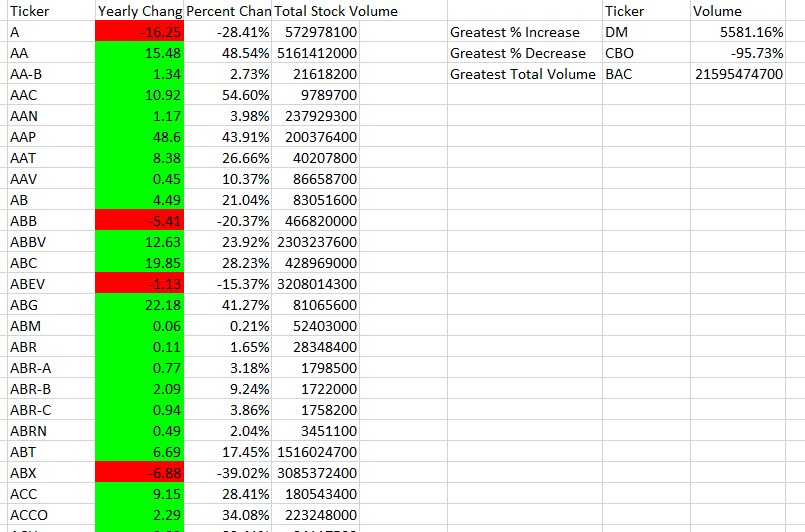 Ticker Yearly Chang Percent Chan Total Stock Volume Ticker Volume
A -16.25 -28.41% 572978100 Greatest % Increase DM 5581.16%
AA 15.48 48.54% 5161412000 Greatest % Decrease CBO -95.73%
AA-B 1.34 2.73% 21618200 Greatest Total Volume BAC 21595474700
AAC 10.92 54.60% 9789700
AAN 1.17 3.98% 237929300
AAP 48.6 43.91% 200376400
AAT 8.38 26.66% 40207800
AAV 0.45 10.37% 86658700
AB 4.49 21.04% 83051600
ABB -5.41 -20.37% 466820000
ABBV 12.63 23.92% 2303237600
ABC 19.85 28.23% 428969000
ABEV -1.13 -15.37% 3208014300
ABG 22.18 41.27% 81065600
ABM 0.06 0.21% 52403000
ABR 0.11 1.65% 28348400
ABR-A 0.77 3.18% 1798500
ABR-B 2.09 9.24% 1722000
ABR-C 0.94 3.86% 1758200
ABRN 0.49 2.04% 3451100
ABT 6.69 17.45% 1516024700
ABX -6.88 -39.02% 3085372400
ACC 9.15 28.41% 180543400
ACCO 2.29 34.08% 223248000